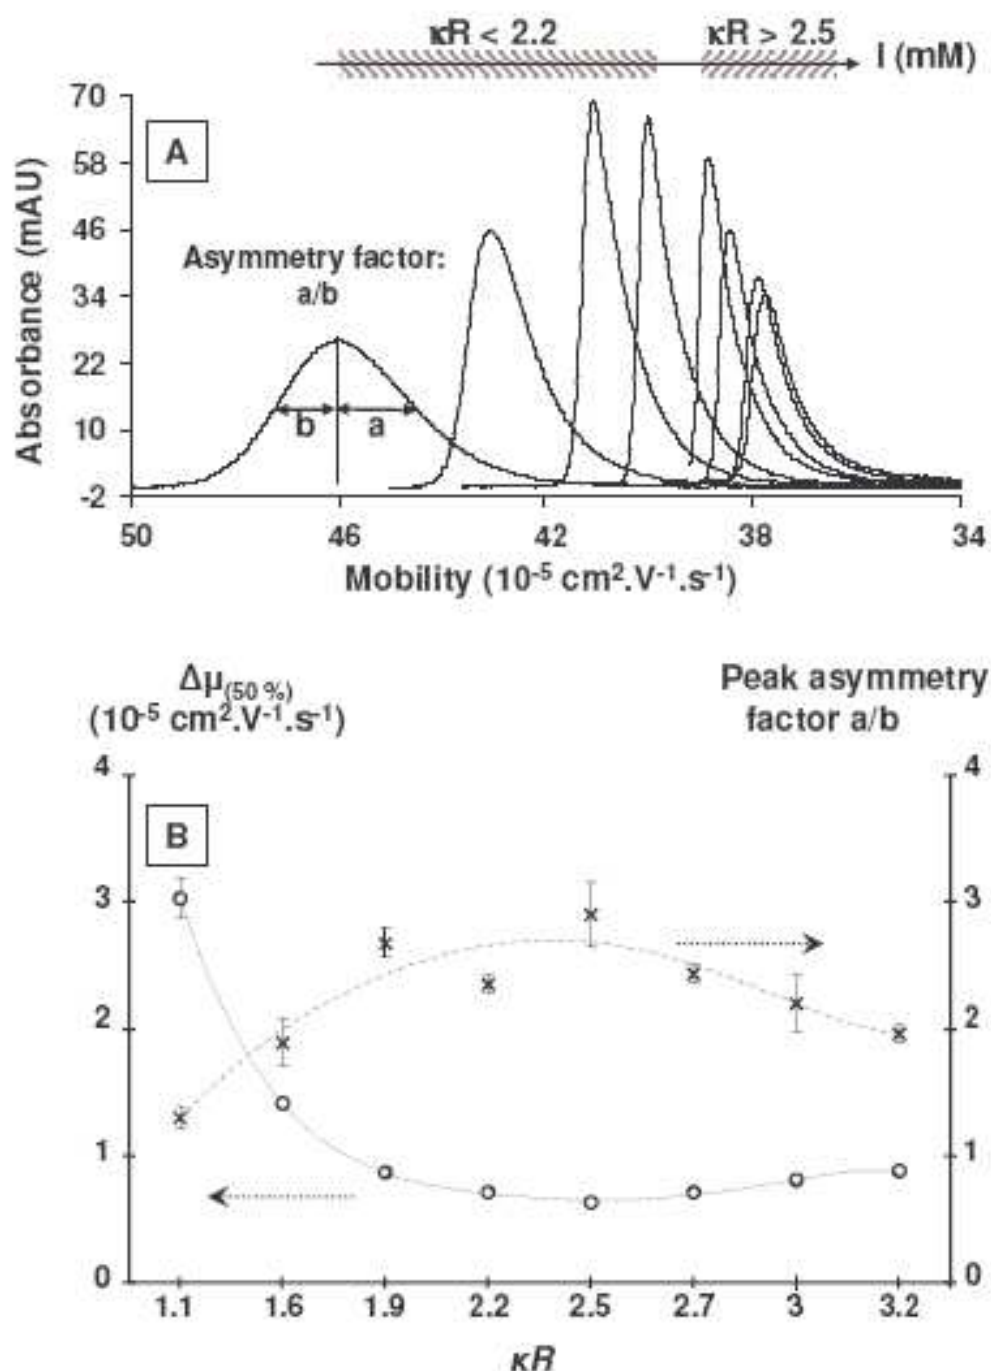 κR < 2.2 κR > 2.5
I (mM)
70
A
58
46
Asymmetry factor:
a/b
34
22
10
b a
-2
50 46 42 38 34
Absorbance (mAU)
Mobility (10⁻⁵ cm².V⁻¹.s⁻¹)
Δμ(50 %)
(10⁻⁵ cm².V⁻¹.s⁻¹)
Peak asymmetry
factor a/b
4 4
B
3 3
2 2
1 1
0 0
1.1 1.6 1.9 2.2 2.5 2.7 3 3.2
κR